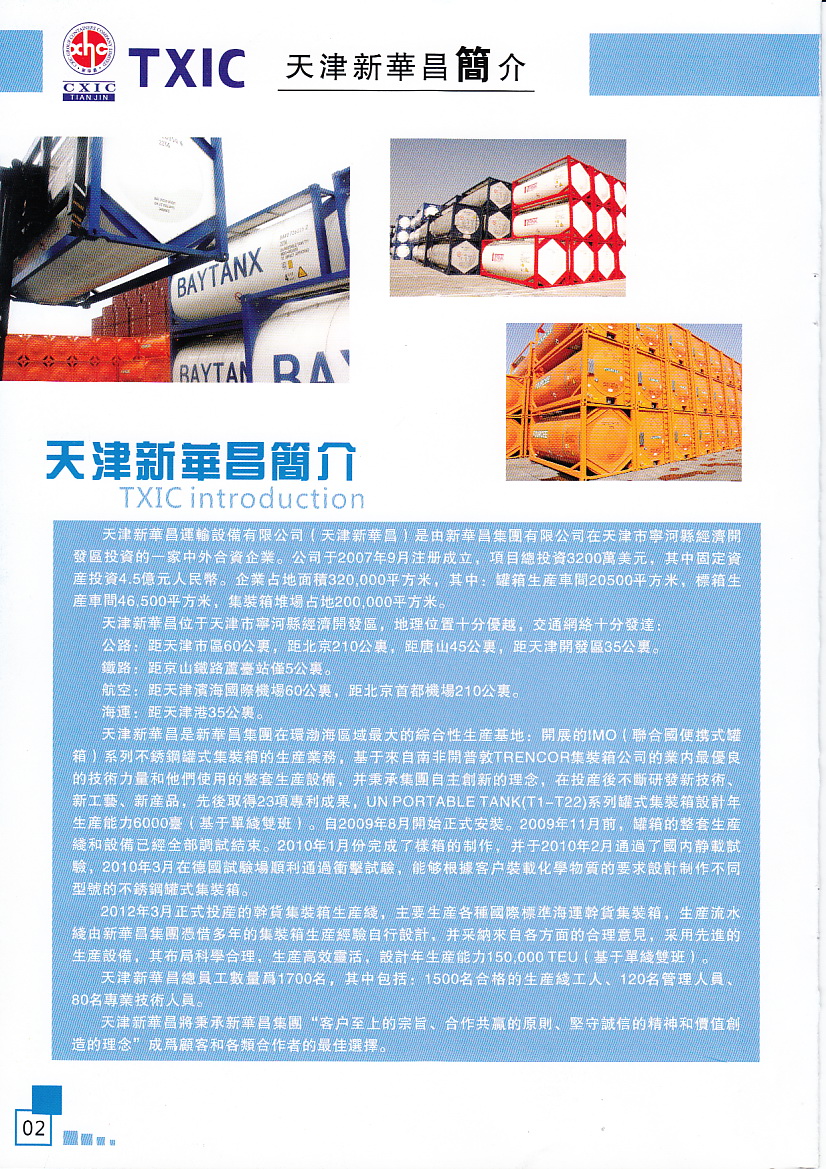 xhc
CXIC
TIANJIN
TXIC
天津新華昌簡介
BAYTANX
BAYTAN
BAY
天津新華昌簡介
TXIC introduction
天津新華昌運輸設備有限公司（天津新華昌）是由新華昌集團有限公司在天津市寧河縣經濟開
發區投資的一家中外合資企業。公司于2007年9月注册成立，項目總投資3200萬美元，其中固定資
産投資4.5億元人民幣。企業占地面積320,000平方米，其中：罐箱生産車間20500平方米，標箱生
産車間46,500平方米，集裝箱堆場占地200,000平方米。
天津新華昌位于天津市寧河縣經濟開發區，地理位置十分優越，交通網絡十分發達：
公路：距天津市區60公裏，距北京210公裏，距唐山45公裏，距天津開發區35公裏。
鐵路：距京山鐵路蘆臺站僅5公裏。
航空：距天津濱海國際機場60公裏，距北京首都機場210公裏。
海運：距天津港35公裏。
天津新華昌是新華昌集團在環渤海區域最大的綜合性生産基地：開展的IMO（聯合國便携式罐
箱）系列不銹鋼罐式集裝箱的生産業務，基于來自南非開普敦TRENCOR集裝箱公司的業内最優良
的技術力量和他們使用的整套生産設備，并秉承集團自主創新的理念，在投産後不斷研發新技術、
新工藝、新産品，先後取得23項專利成果，UN PORTABLE TANK(T1-T22)系列罐式集裝箱設計年
生産能力6000臺（基于單綫雙班）。自2009年8月開始正式安裝。2009年11月前，罐箱的整套生産
綫和設備已經全部調試結束。2010年1月份完成了樣箱的制作，并于2010年2月通過了國内静載試
驗，2010年3月在德國試驗場順利通過衝擊試驗，能够根據客户裝載化學物質的要求設計制作不同
型號的不銹鋼罐式集裝箱。
2012年3月正式投産的幹貨集裝箱生産綫，主要生産各種國際標準海運幹貨集裝箱，生産流水
綫由新華昌集團憑借多年的集裝箱生産經驗自行設計，并采納來自各方面的合理意見，采用先進的
生産設備，其布局科學合理，生産高效靈活，設計年生産能力150,000 TEU（基于單綫雙班）。
天津新華昌總員工數量爲1700名，其中包括：1500名合格的生産綫工人、120名管理人員、
80名專業技術人員。
天津新華昌將秉承新華昌集團“客户至上的宗旨、合作共贏的原則、堅守誠信的精神和價值創
造的理念”成爲顧客和各類合作者的最佳選擇。
02